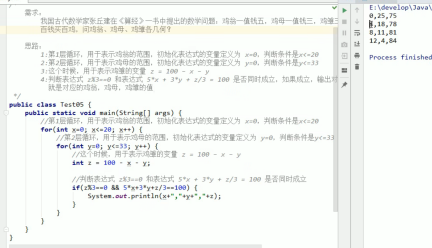 需求。
我国古代数学家张丘建在《算经》一书中提出的数学问题，鸡翁一值钱五，鸡母一值钱三，鸡雏三
百钱买百鸡，问鸡翁、鸡母，鸡雏各几何？
思路。
1:第1层循环，用于表示鸡翁的范围，初始化表达式的变量定义为 x=0，判断条件是x<=20
2:第2层循环，用于表示鸡母的范围，初始化表达式的变量定义为 y=0，判断条件是y<=33
3:这个时候，用于表示鸡雏的变量 z = 100 - x - y
4:判断表达式 z%3==0 和表达式 5*x + 3*y + z/3 = 100 是否同时成立，如果成立，输出对
就是对应的鸡翁，鸡母，鸡雏的值
*/
public class Test05 {
public static void main(String[] args) {
//第1层循环，用于表示鸡翁的范围，初始化表达式的变量定义为 x=0，判断条件是x<=20
for(int x=0; x<=20; x++) {
//第2层循环，用于表示鸡母的范围，初始化表达式的变量定义为 y=0，判断条件是y<=33
for(int y=0; y<=33; y++) {
//这个时候，用于表示鸡雏的变量 z = 100 - x - y
int z = 100 - x - y;
//判断表达式 z%3==0 和表达式 5*x + 3*y + z/3 = 100 是否同时成立
if(z%3==0 && 5*x+3*y+z/3==100) {
System.out.println(x+","+y+","+z);
}
}
}
}
}
E:\develop\Java\
0,25,75
4,18,78
8,11,81
12,4,84
Process finished